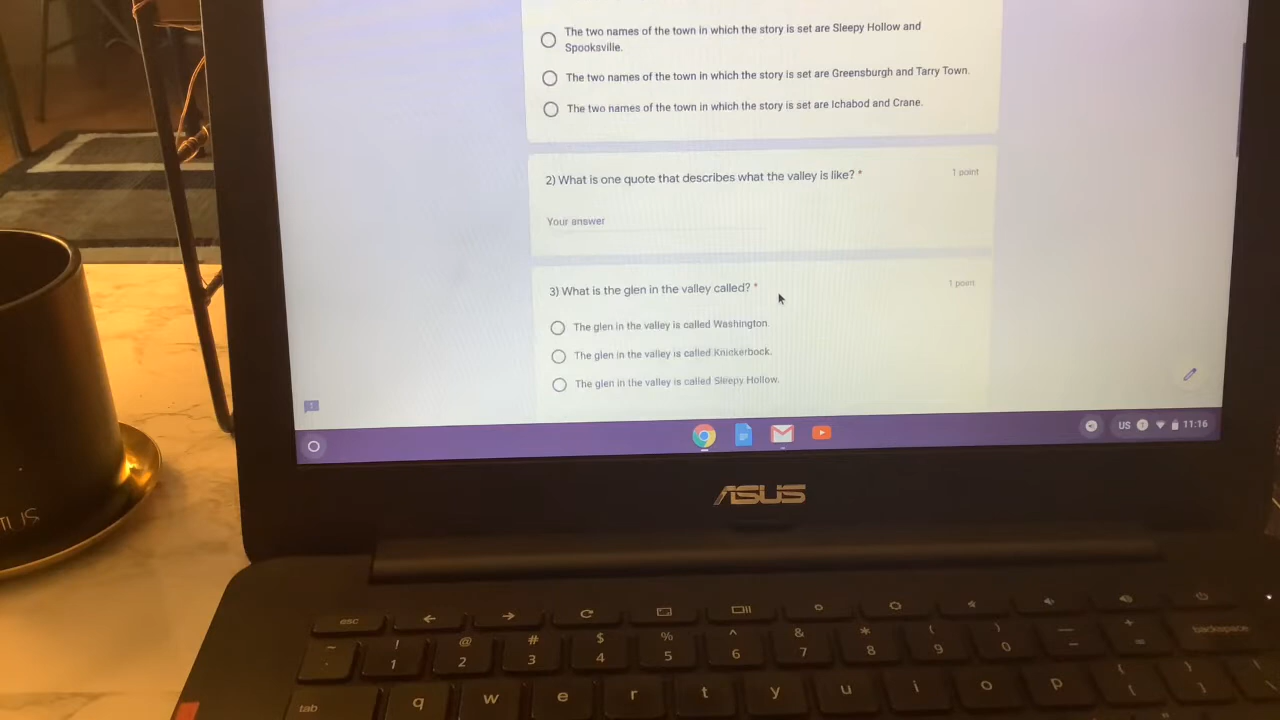 The two names of the town in which the story is set are Sleepy Hollow and
Spooksville.
The two names of the town in which the story is set are Greensburgh and Tarry Town.
The two names of the town in which the story is set are Ichabod and Crane.
2) What is one quote that describes what the valley is like? *
1 point
Your answer
3) What is the glen in the valley called? *
1 point
The glen in the valley is called Washington.
The glen in the valley is called Knickerbock.
The glen in the valley is called Sleepy Hollow.
US
11:16
ASUS
TUS
esc
! @ # $ % ^ & * ( )
1 2 3 4 5 6 7 8 9 0
backspace
tab q w e r t y u i o p